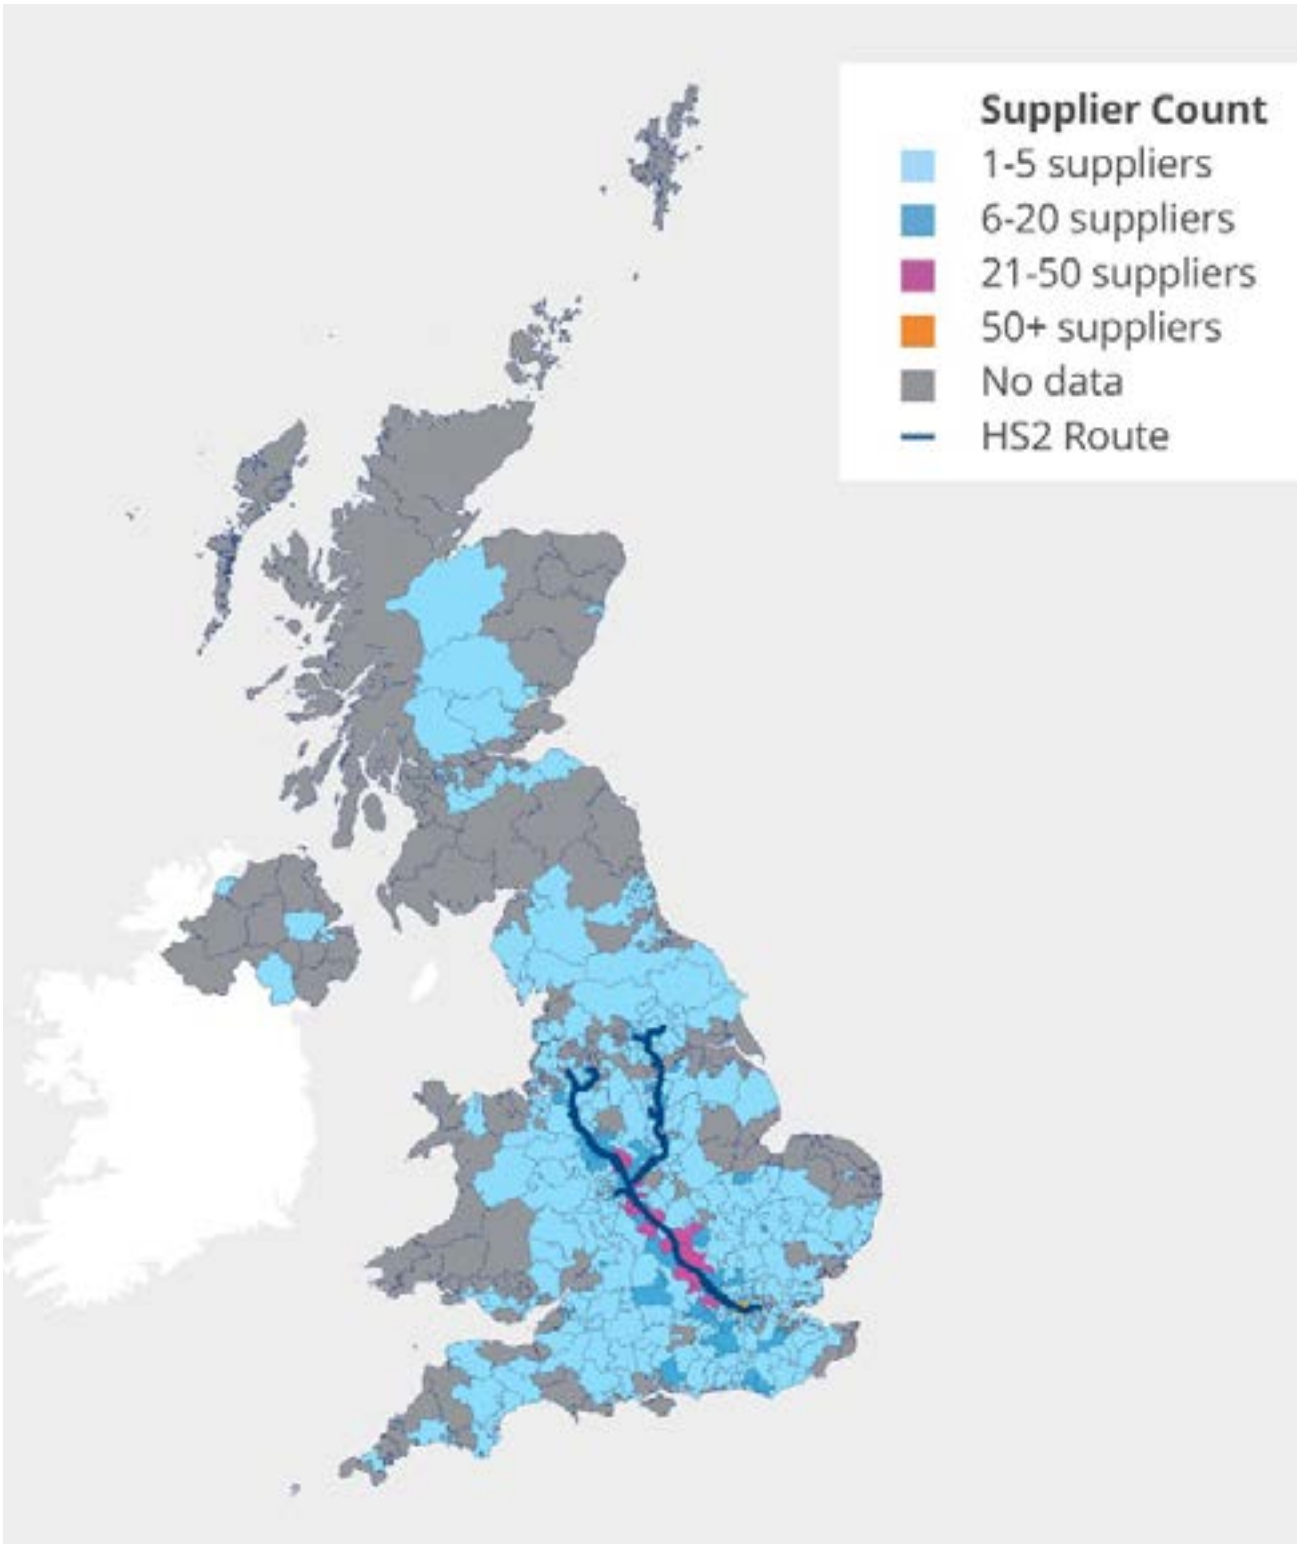 Supplier Count
1-5 suppliers
6-20 suppliers
21-50 suppliers
50+ suppliers
No data
HS2 Route